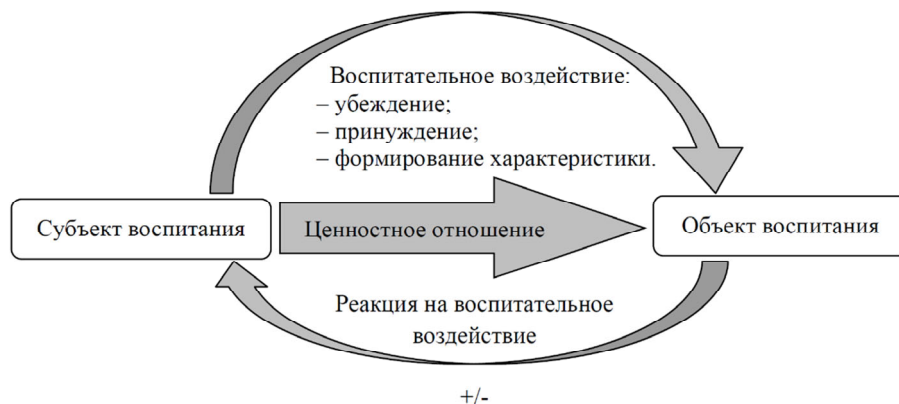 Воспитательное воздействие:
– убеждение;
– принуждение;
– формирование характеристики.
Субъект воспитания
Ценностное отношение
Объект воспитания
Реакция на воспитательное
воздействие
+/-